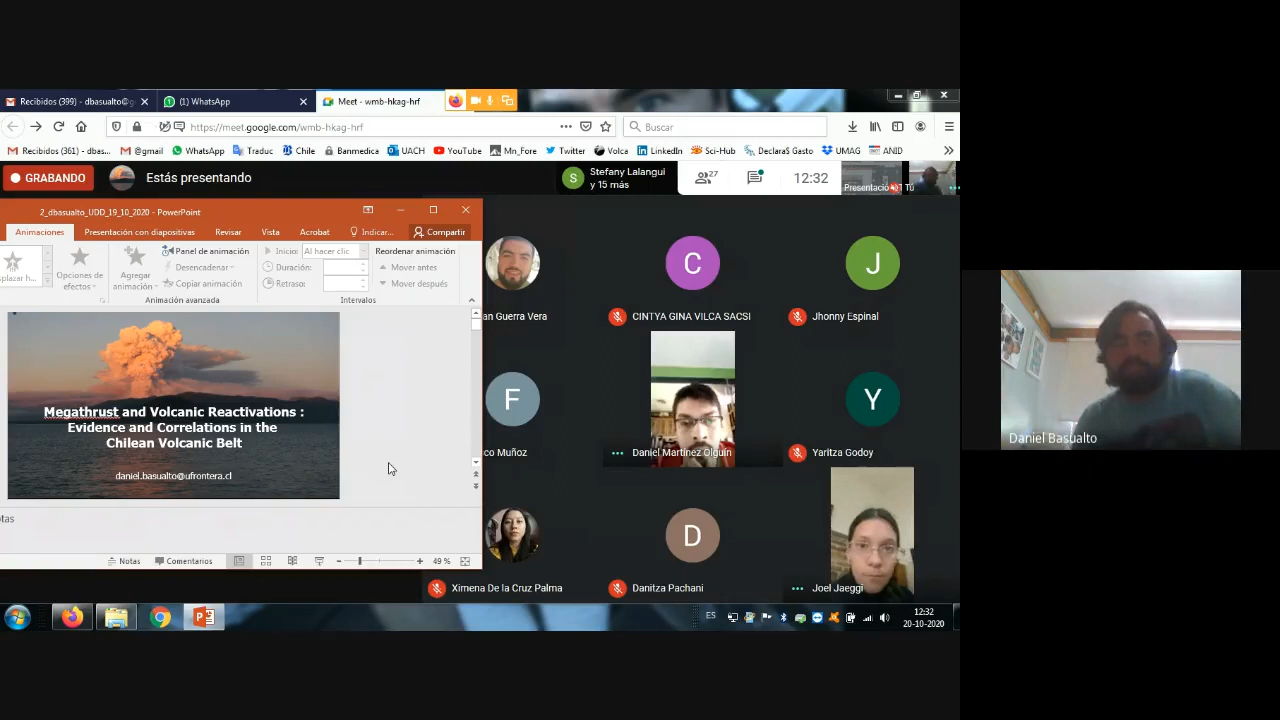 Recibidos (399) - dbasualto@g
(1) WhatsApp
Meet - wmb-hkag-hrf
https://meet.google.com/wmb-hkag-hrf
Buscar
Recibidos (361) - dbas...
@gmail
WhatsApp
Traduc
Chile
Banmedica
UACH
YouTube
Mn_Fore
Twitter
Volca
LinkedIn
Sci-Hub
Declara$ Gasto
UMAG
ANID
GRABANDO
Estás presentando
S
Stefany Lalangui
y 15 más
27
12:32
Presentació
Tú
2_dbasualto_UDD_19_10_2020 - PowerPoint
Animaciones
Presentación con diapositivas
Revisar
Vista
Acrobat
Indicar...
Compartir
splazar h...
Opciones de
efectos
Agregar
animación
Panel de animación
Desencadenar
Copiar animación
Animación avanzada
Inicio:
Al hacer clic
Duración:
Retraso:
Reordenar animación
Mover antes
Mover después
Intervalos
Megathrust and Volcanic Reactivations :
Evidence and Correlations in the
Chilean Volcanic Belt
daniel.basualto@ufrontera.cl
tas
Notas
Comentarios
49 %
an Guerra Vera
C
CINTYA GINA VILCA SACSI
J
Jhonny Espinal
F
co Muñoz
Daniel Martínez Olguín
Y
Yaritza Godoy
Ximena De la Cruz Palma
D
Danitza Pachani
Joel Jaeggi
Daniel Basualto
ES
12:32
20-10-2020